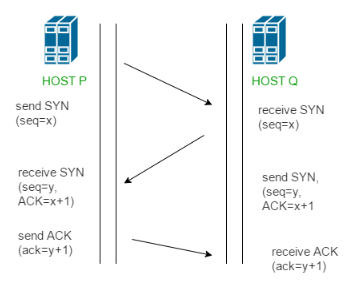 HOST P
HOST Q
send SYN
(seq=x)
receive SYN
(seq=x)
receive SYN
(seq=y,
ACK=x+1)
send SYN,
(seq=y,
ACK=x+1
send ACK
(ack=y+1)
receive ACK
(ack=y+1)